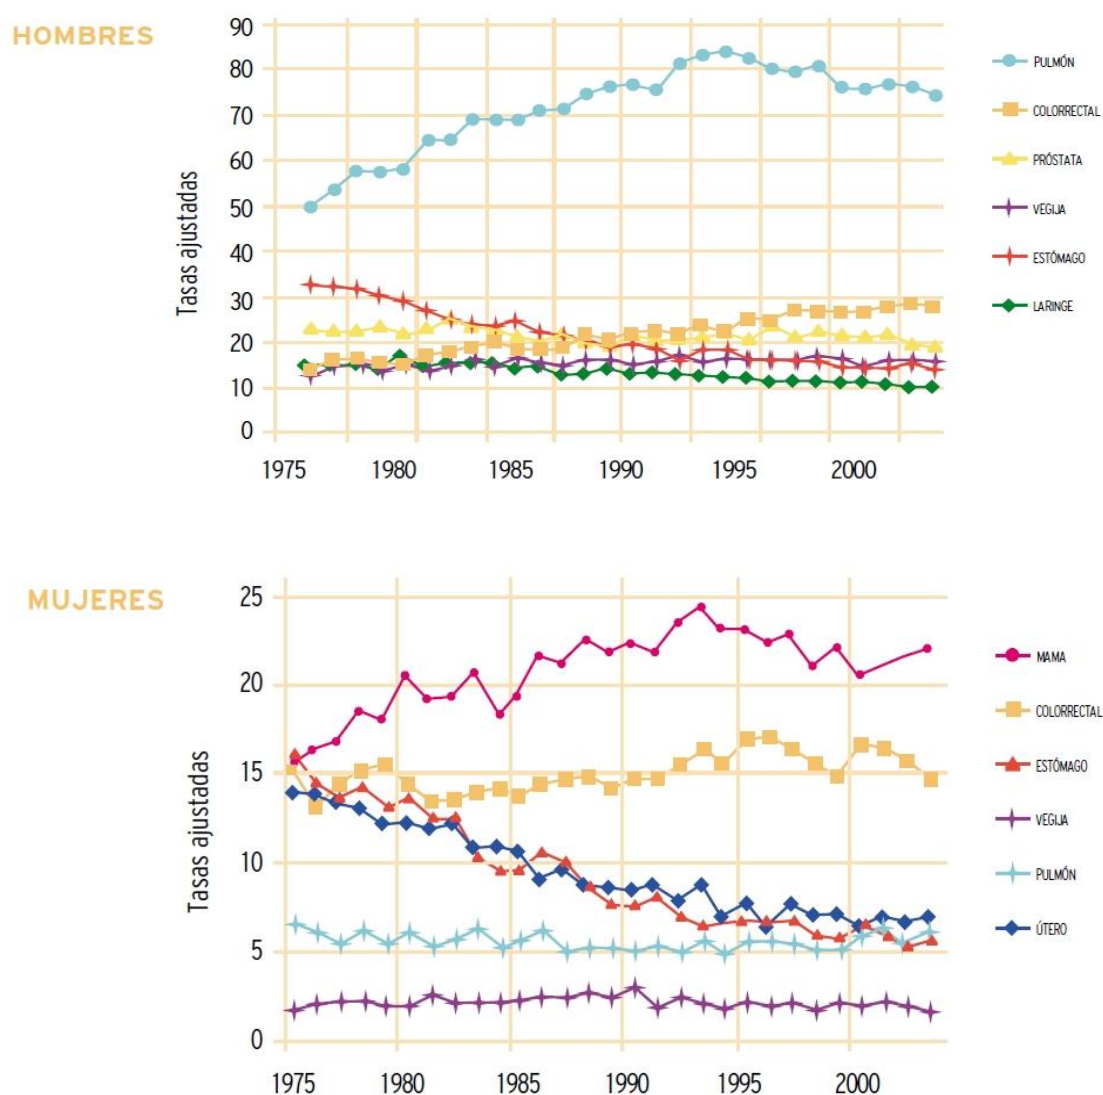 HOMBRES
Tasas ajustadas
90
80
70
60
50
40
30
20
10
0
1975 1980 1985 1990 1995 2000
PULMÓN
COLORRECTAL
PRÓSTATA
VEGIJA
ESTÓMAGO
LARINGE
MUJERES
Tasas ajustadas
25
20
15
10
5
0
1975 1980 1985 1990 1995 2000
MAMA
COLORRECTAL
ESTÓMAGO
VEGIJA
PULMÓN
ÚTERO